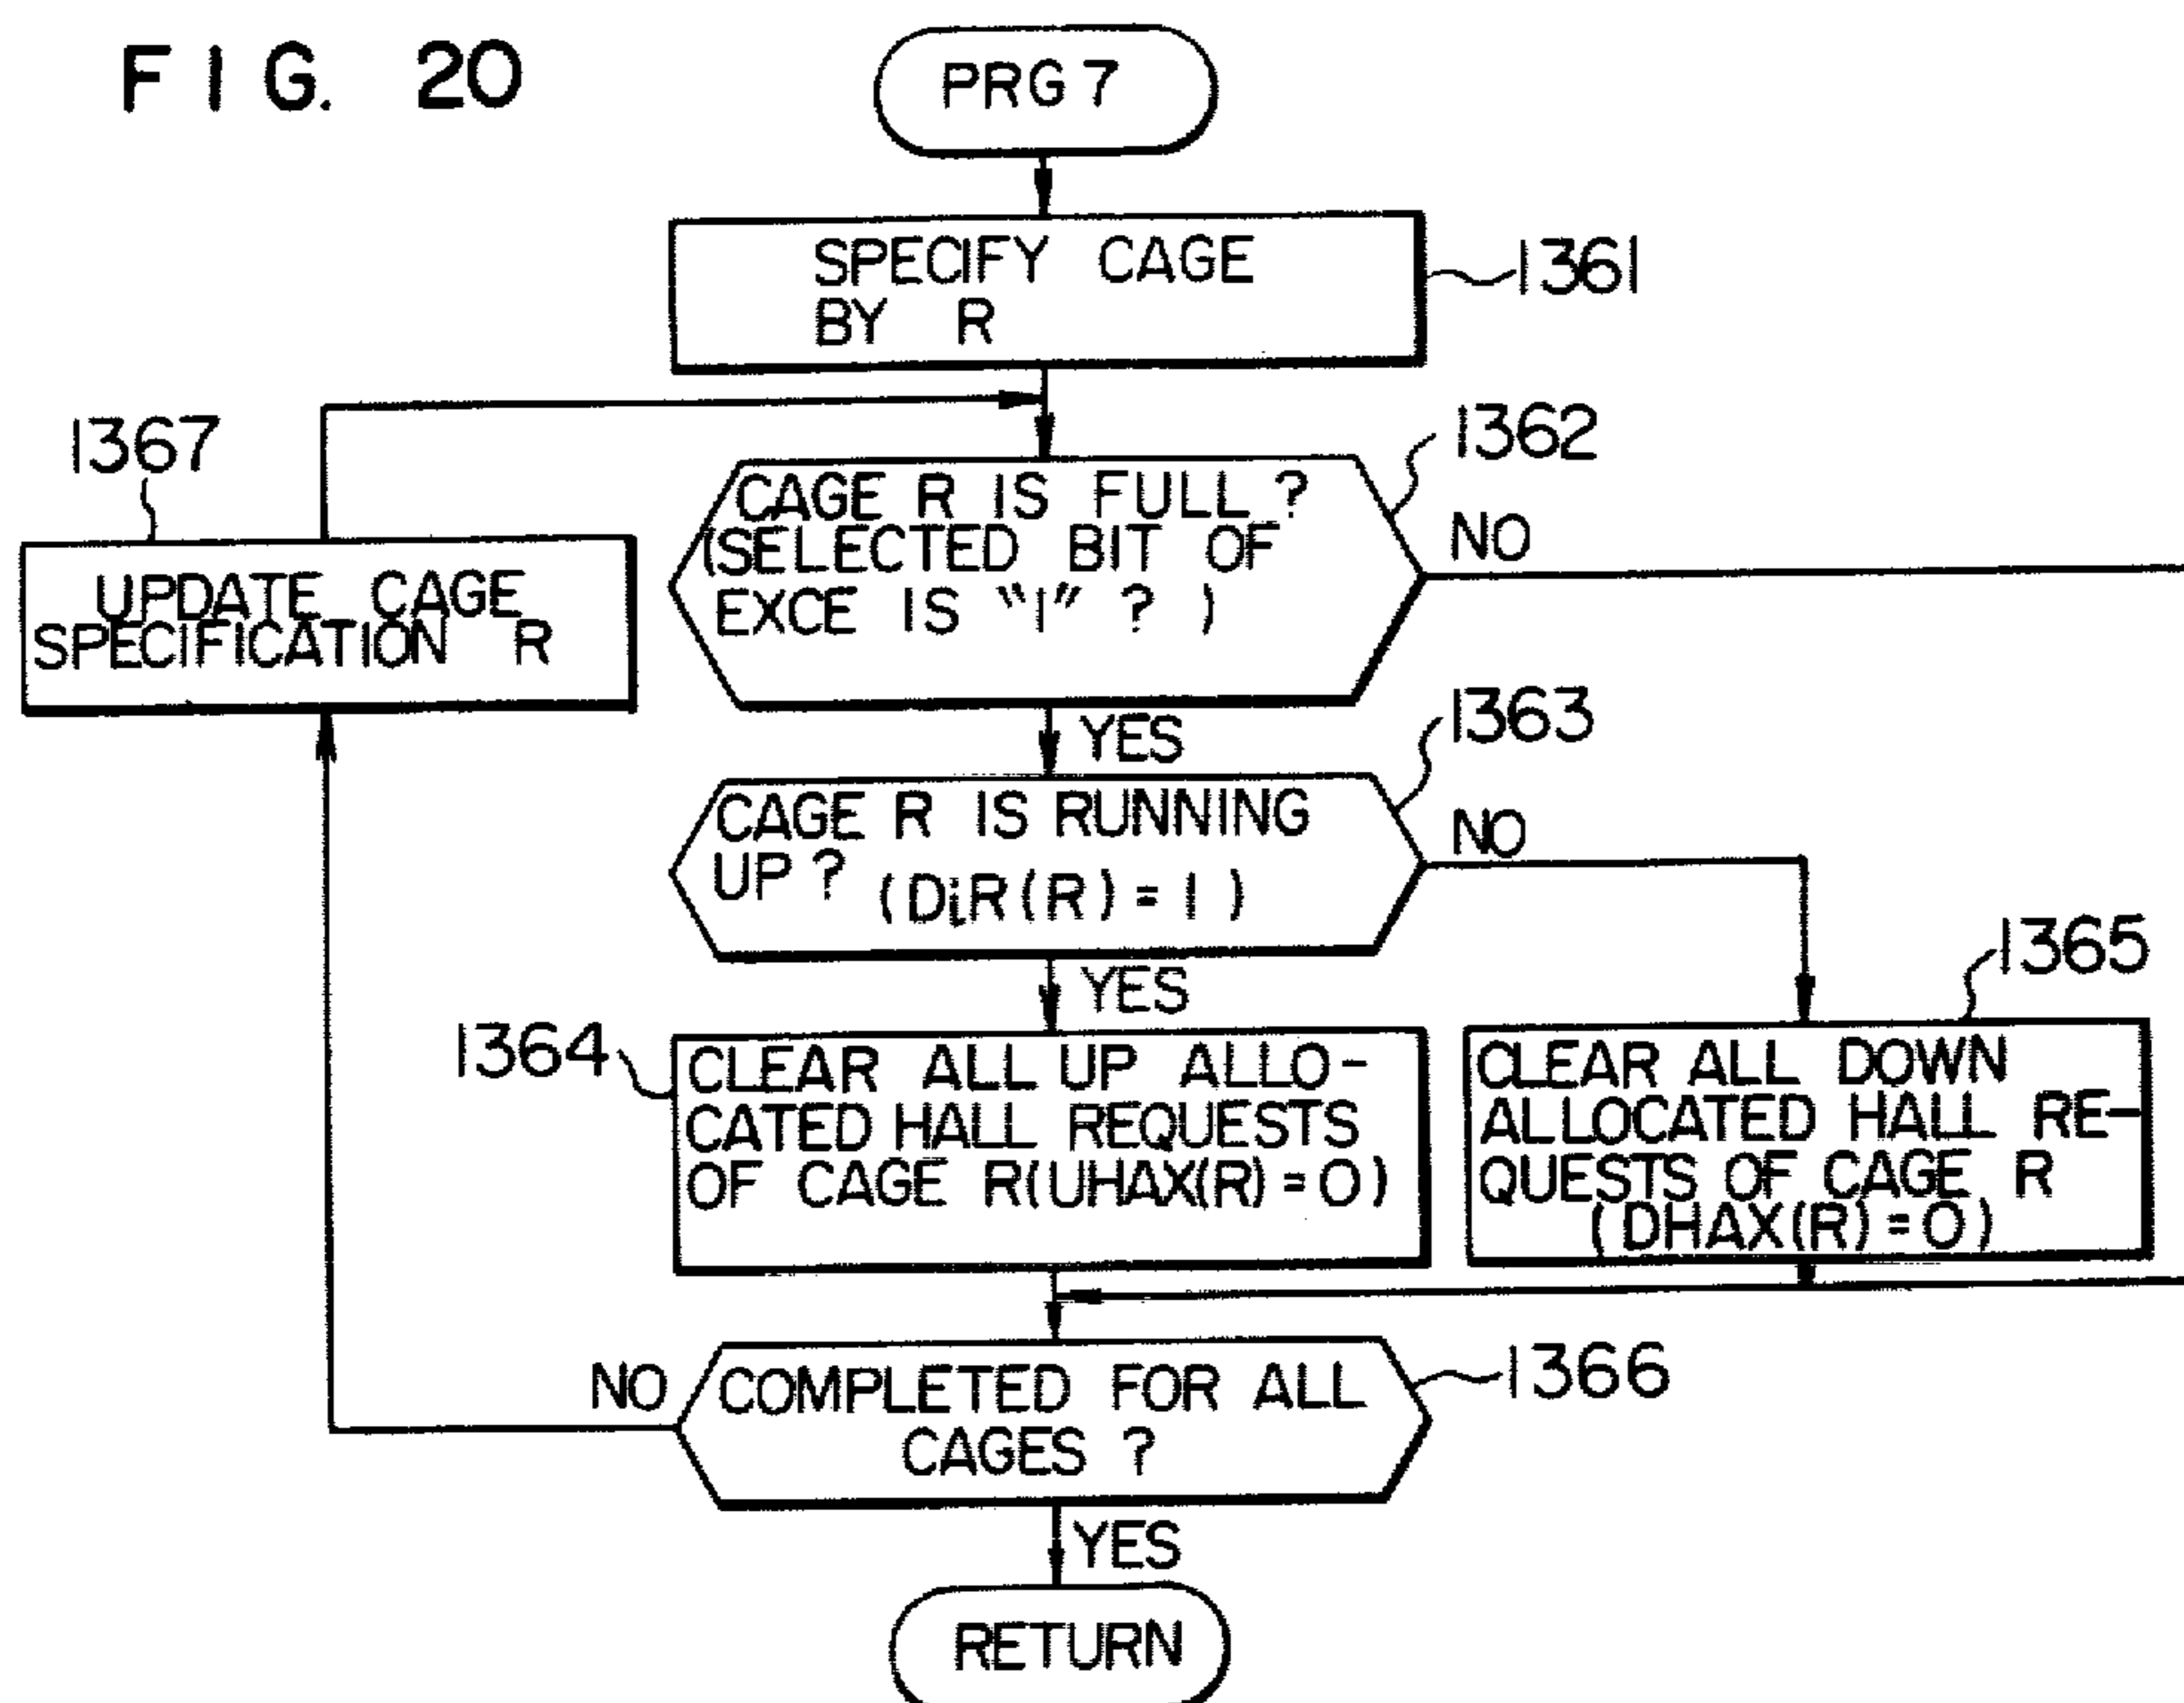 FIG. 20
PRG 7
SPECIFY CAGE
BY R
1361
1367
1362
CAGE R IS FULL ?
(SELECTED BIT OF
EXCE IS "1" ? )
NO
UPDATE CAGE
SPECIFICATION R
YES
1363
CAGE R IS RUNNING
UP ? (DiR(R)=1)
NO
YES
1365
1364
CLEAR ALL UP ALLO-
CATED HALL REQUESTS
OF CAGE R(UHAX(R)=0)
CLEAR ALL DOWN
ALLOCATED HALL RE-
QUESTS OF CAGE R
(DHAX(R)=0)
NO
COMPLETED FOR ALL
CAGES ?
1366
YES
RETURN